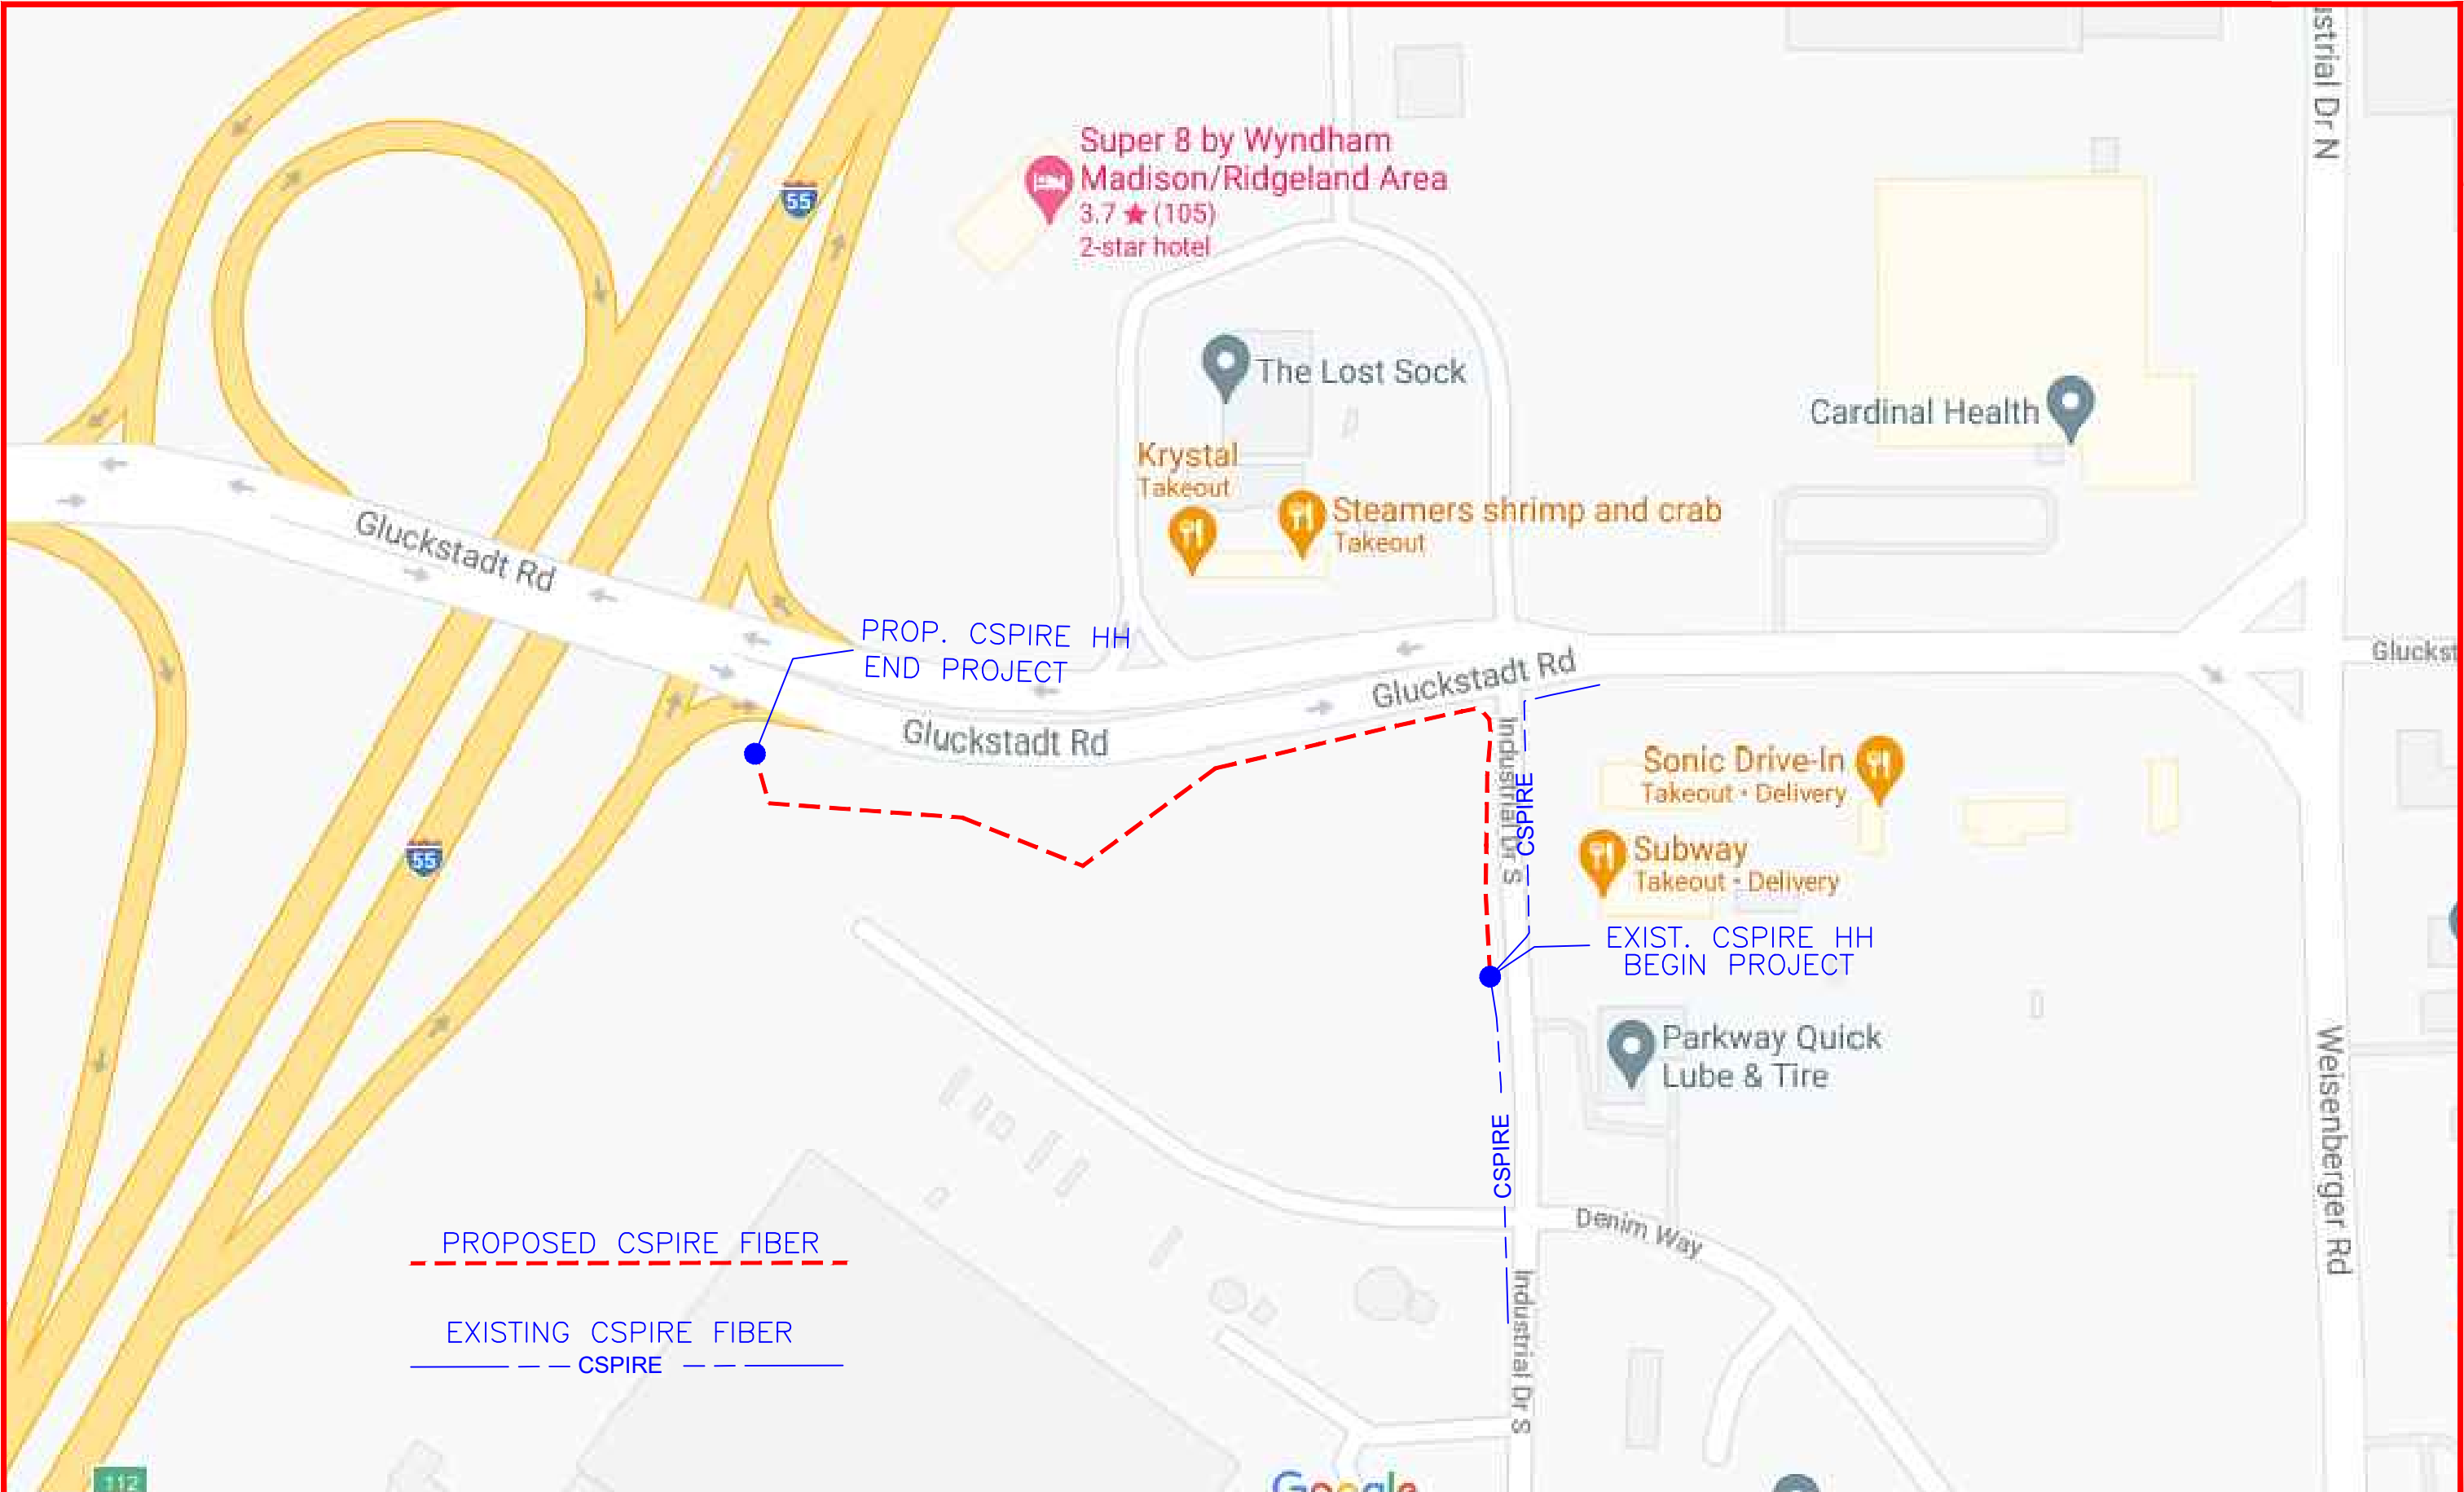 ustrial Dr N
Super 8 by Wyndham
Madison/Ridgeland Area
3.7 ★ (105)
2-star hotel
55
The Lost Sock
Cardinal Health
Krystal
Takeout
Steamers shrimp and crab
Takeout
Gluckstadt Rd
PROP. CSPIRE HH
END PROJECT
Gluckst
Gluckstadt Rd
Gluckstadt Rd
Industrial Dr S
CSPIRE
Sonic Drive-In
Takeout • Delivery
Subway
Takeout • Delivery
55
EXIST. CSPIRE HH
BEGIN PROJECT
Parkway Quick
Lube & Tire
Weisenberger Rd
CSPIRE
Denim Way
PROPOSED CSPIRE FIBER
Industrial Dr S
EXISTING CSPIRE FIBER
CSPIRE
112
Google